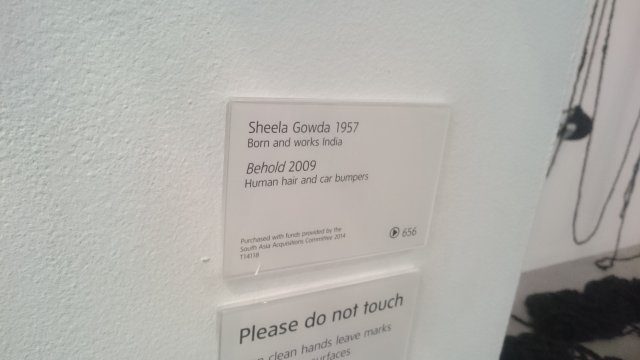 Sheela Gowda 1957
Born and works India
Behold 2009
Human hair and car bumpers
Purchased with funds provided by the
South Asia Acquisitions Committee 2014
T14118
656
Please do not touch
clean hands leave marks
surfaces